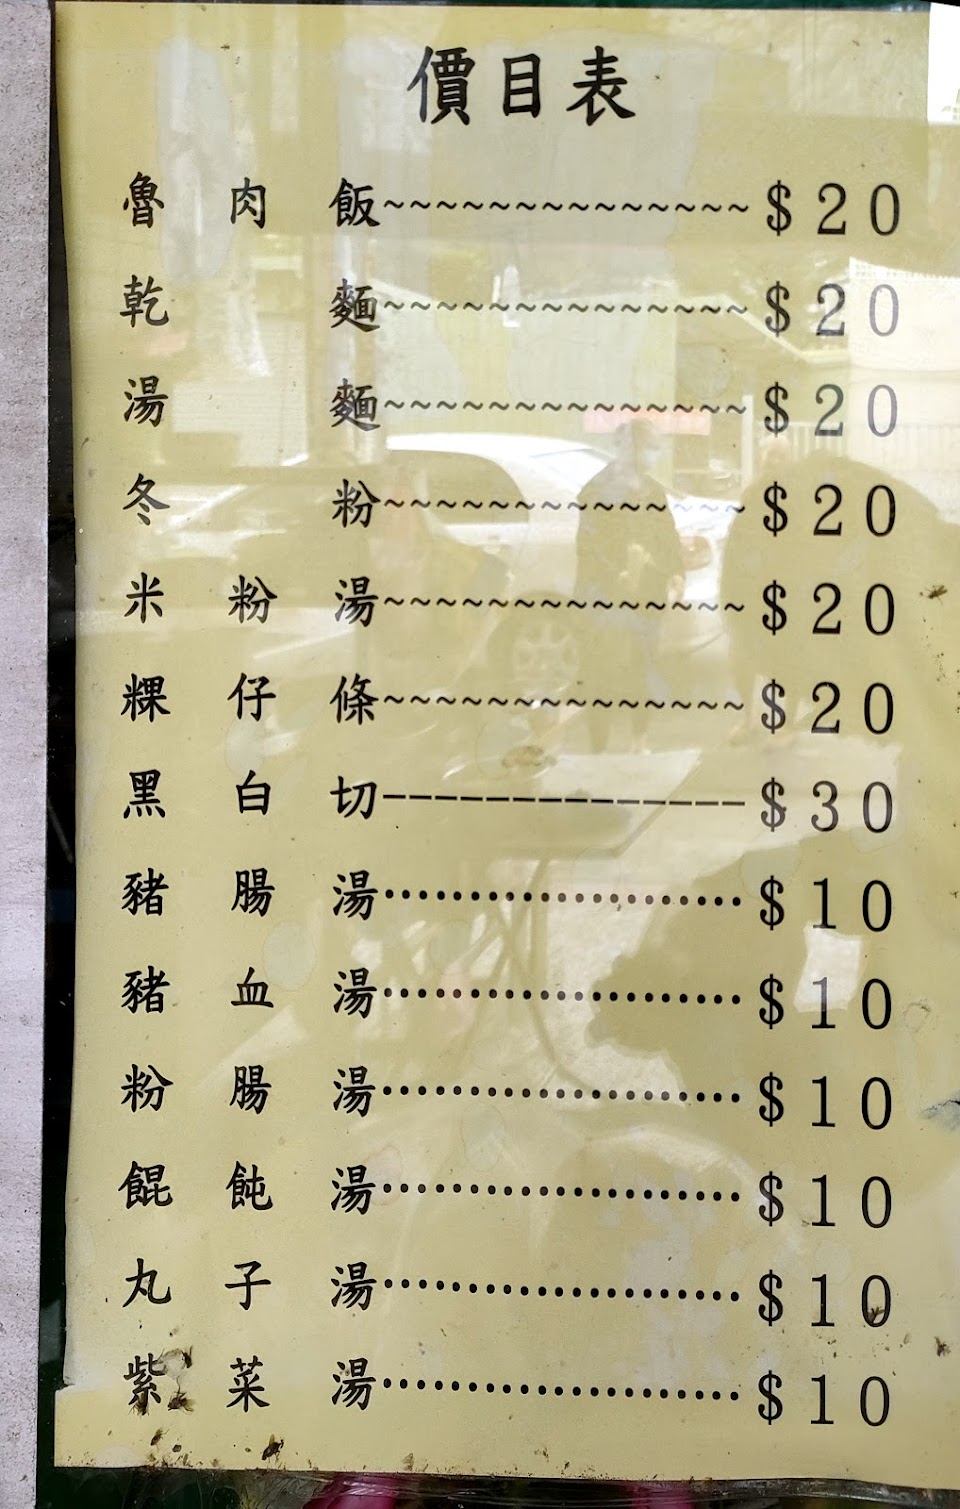 價目表
魯肉飯~~~~~~~~~~~~~~$20
乾麵~~~~~~~~~~~~~~$20
湯麵~~~~~~~~~~~~~~$20
冬粉~~~~~~~~~~~~~~$20
米粉湯~~~~~~~~~~~~~~$20
粿仔條~~~~~~~~~~~~~~$20
黑白切--------------$30
豬腸湯·····················$10
豬血湯·····················$10
粉腸湯·····················$10
餛飩湯·····················$10
丸子湯·····················$10
紫菜湯·····················$10